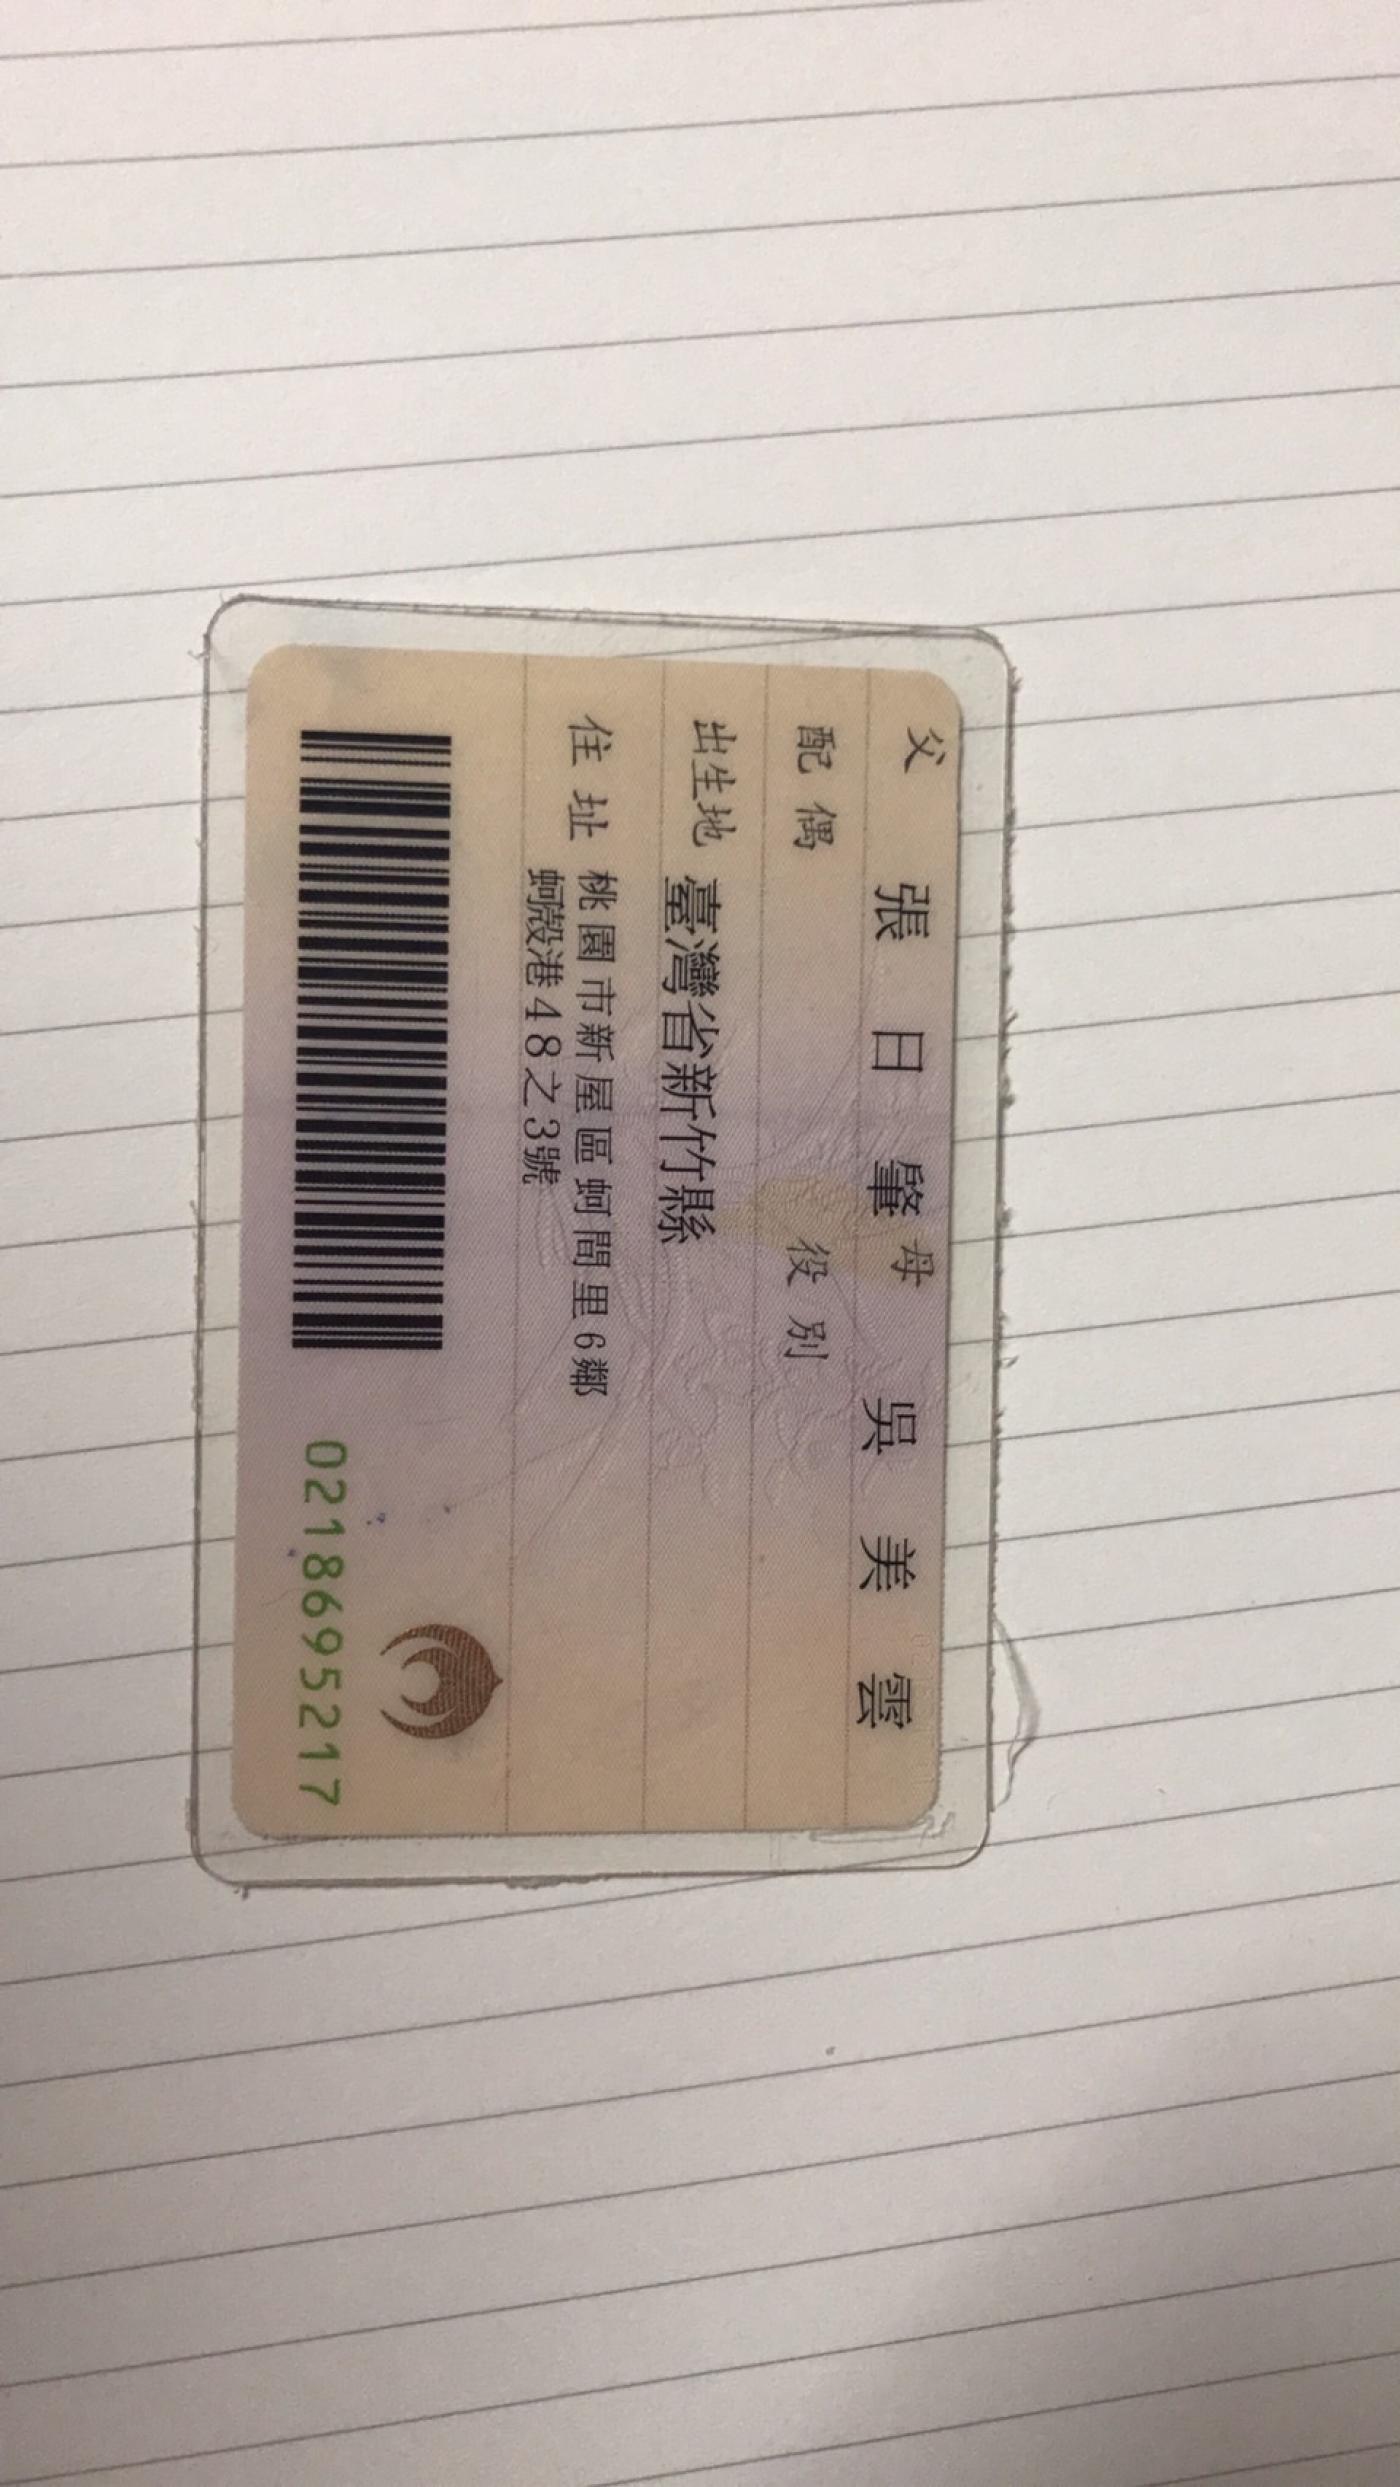 父 張日肇 母 吳美雲
配偶 役別
出生地 臺灣省新竹縣
住址 桃園市新屋區蚵間里6鄰
蚵殼港48之3號
0218695217